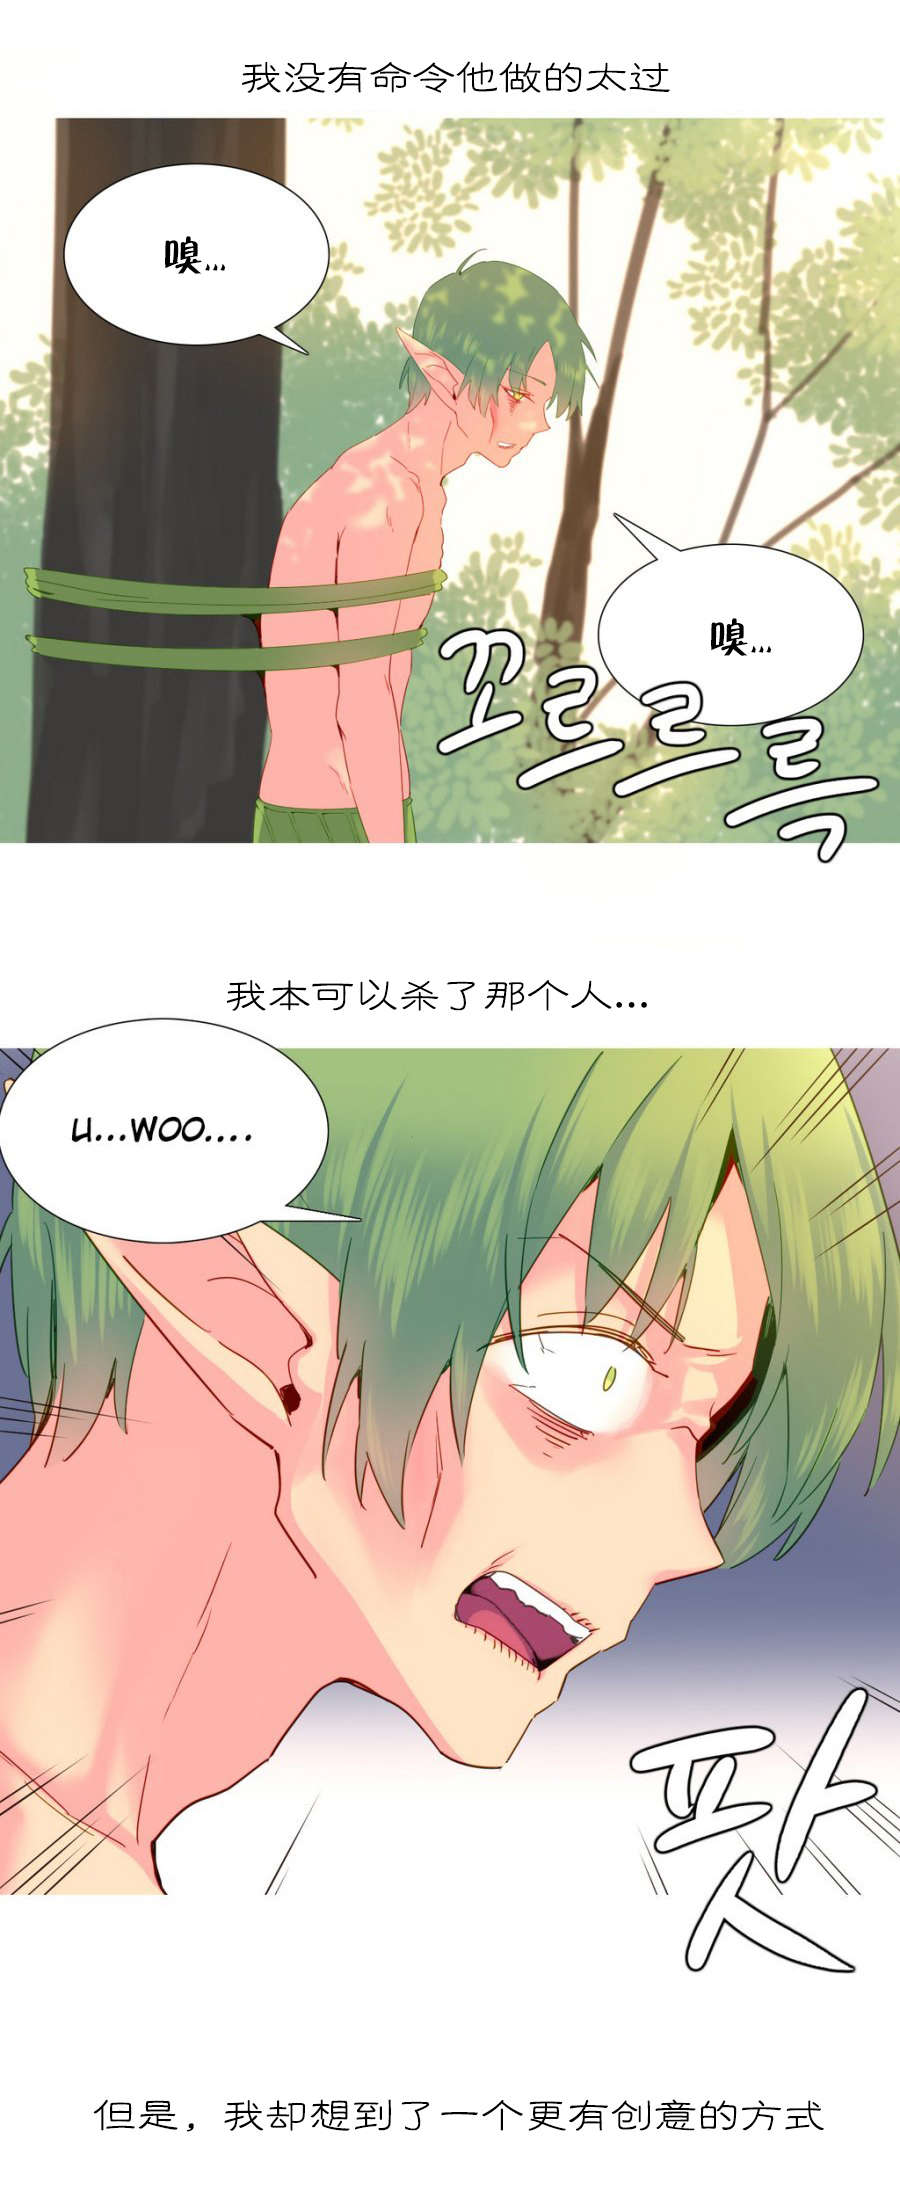 我没有命令他做的太过
嗅...
嗅...
꼬르르륵
我本可以杀了那个人...
U...WOO....
팟
但是，我却想到了一个更有创意的方式